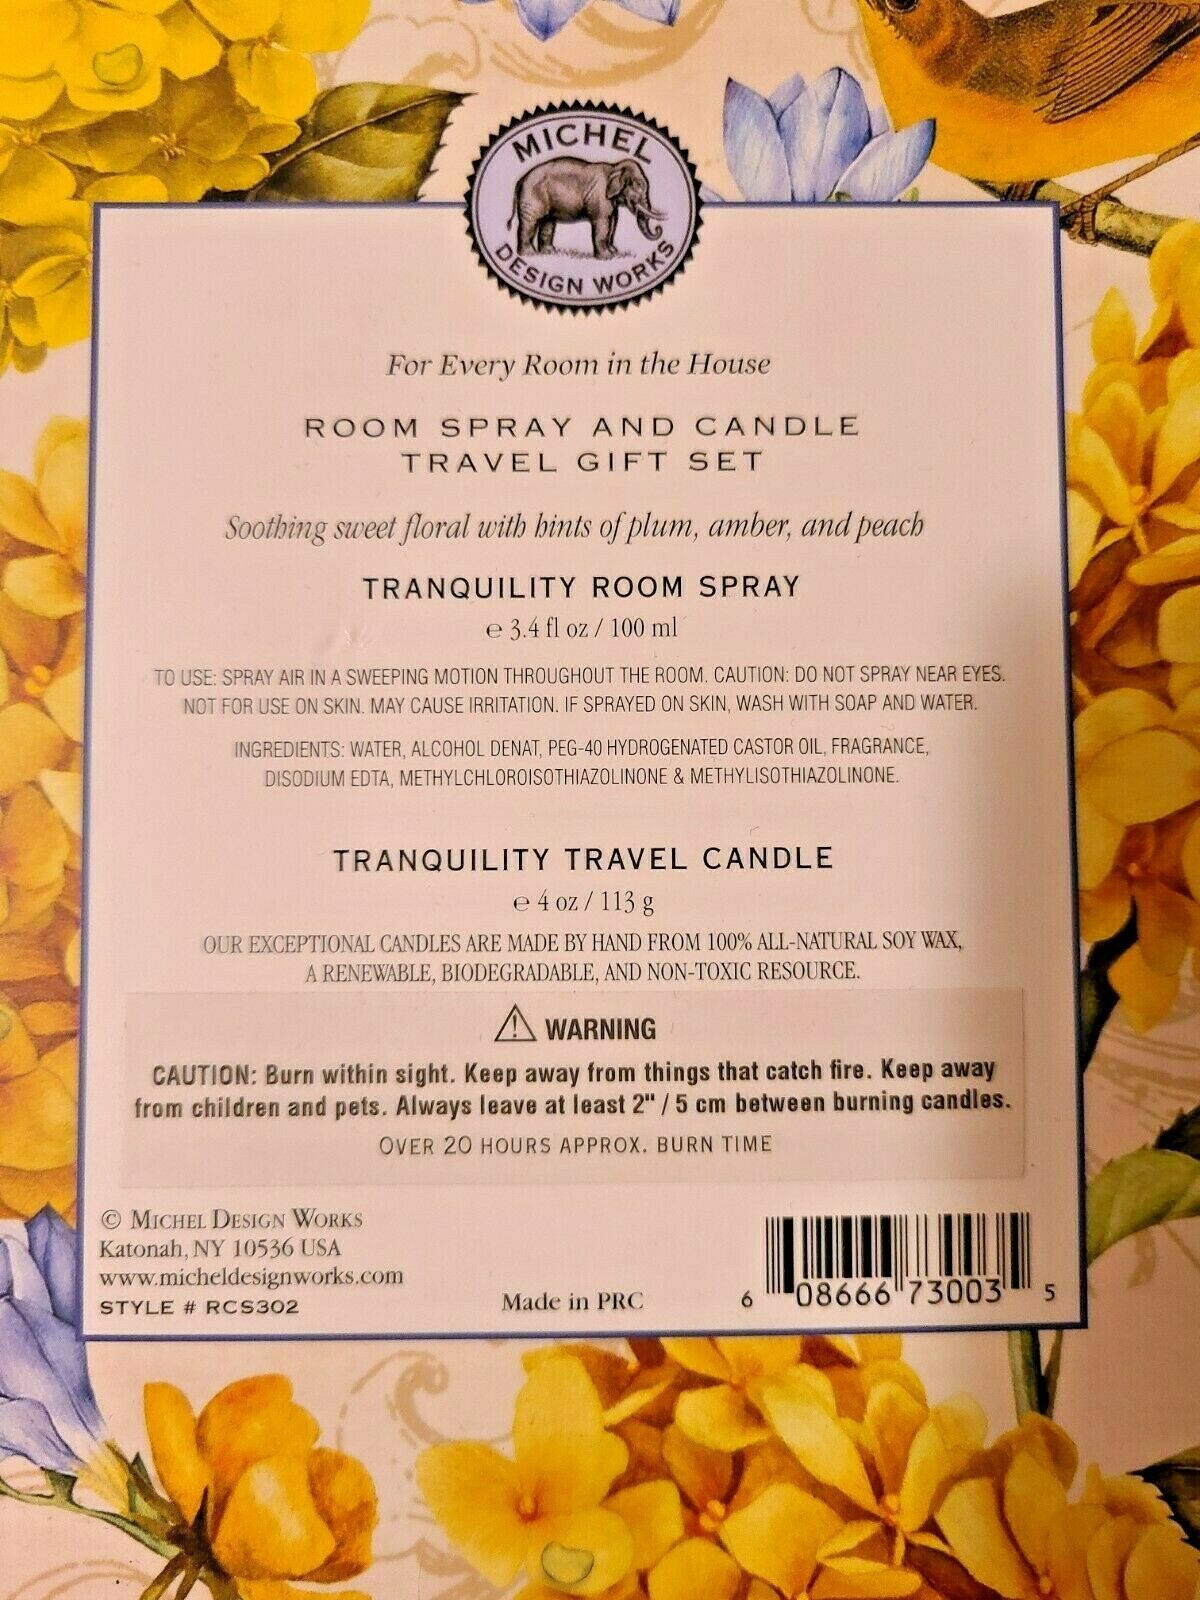 MICHEL
DESIGN WORKS
For Every Room in the House
ROOM SPRAY AND CANDLE
TRAVEL GIFT SET
Soothing sweet floral with hints of plum, amber, and peach
TRANQUILITY ROOM SPRAY
℮ 3.4 fl oz / 100 ml
TO USE: SPRAY AIR IN A SWEEPING MOTION THROUGHOUT THE ROOM. CAUTION: DO NOT SPRAY NEAR EYES.
NOT FOR USE ON SKIN. MAY CAUSE IRRITATION. IF SPRAYED ON SKIN, WASH WITH SOAP AND WATER.
INGREDIENTS: WATER, ALCOHOL DENAT, PEG-40 HYDROGENATED CASTOR OIL, FRAGRANCE,
DISODIUM EDTA, METHYLCHLOROISOTHIAZOLINONE & METHYLISOTHIAZOLINONE.
TRANQUILITY TRAVEL CANDLE
℮ 4 oz / 113 g
OUR EXCEPTIONAL CANDLES ARE MADE BY HAND FROM 100% ALL-NATURAL SOY WAX,
A RENEWABLE, BIODEGRADABLE, AND NON-TOXIC RESOURCE.
⚠ WARNING
CAUTION: Burn within sight. Keep away from things that catch fire. Keep away
from children and pets. Always leave at least 2" / 5 cm between burning candles.
OVER 20 HOURS APPROX. BURN TIME
© MICHEL DESIGN WORKS
Katonah, NY 10536 USA
www.micheldesignworks.com
STYLE # RCS302
Made in PRC
6 08666 73003 5